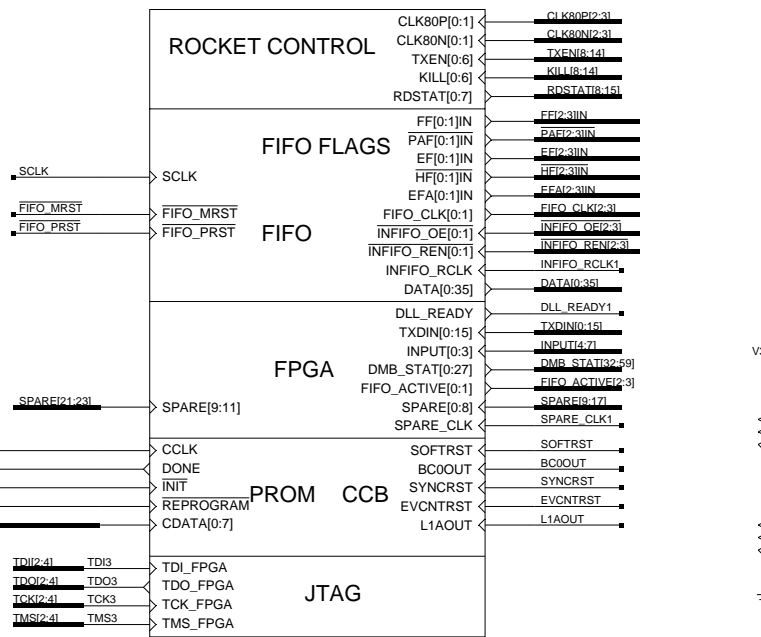 CLK80P[0:1] CLK80P[2:3]
ROCKET CONTROL CLK80N[0:1] CLK80N[2:3]
TXEN[0:6] TXEN[8:14]
KILL[0:6] KILL[8:14]
RDSTAT[0:7] RDSTAT[8:15]
FF[0:1]IN FF[2:3]IN
FIFO FLAGS PAF[0:1]IN PAF[2:3]IN
EF[0:1]IN EF[2:3]IN
SCLK SCLK HF[0:1]IN HF[2:3]IN
EFA[0:1]IN EFA[2:3]IN
FIFO_MRST FIFO_MRST FIFO_CLK[0:1] FIFO_CLK[2:3]
FIFO_PRST FIFO_PRST FIFO INFIFO_OE[0:1] INFIFO_OE[2:3]
INFIFO_REN[0:1] INFIFO_REN[2:3]
INFIFO_RCLK INFIFO_RCLK1
DATA[0:35] DATA[0:35]
DLL_READY DLL_READY1
TXDIN[0:15] TXDIN[0:15]
INPUT[0:3] INPUT[4:7]
FPGA DMB_STAT[0:27] DMB_STAT[32:59]
FIFO_ACTIVE[0:1] FIFO_ACTIVE[2:3]
SPARE[21:23] SPARE[9:11] SPARE[0:8] SPARE[9:17]
SPARE_CLK SPARE_CLK1
CCLK SOFTRST SOFTRST
DONE BC0OUT BC0OUT
INIT SYNCRST SYNCRST
REPROGRAM PROM CCB EVCNTRST EVCNTRST
CDATA[0:7] L1AOUT L1AOUT
TDI[2:4] TDI3 TDI_FPGA
TDO[2:4] TDO3 TDO_FPGA
TCK[2:4] TCK3 TCK_FPGA JTAG
TMS[2:4] TMS3 TMS_FPGA